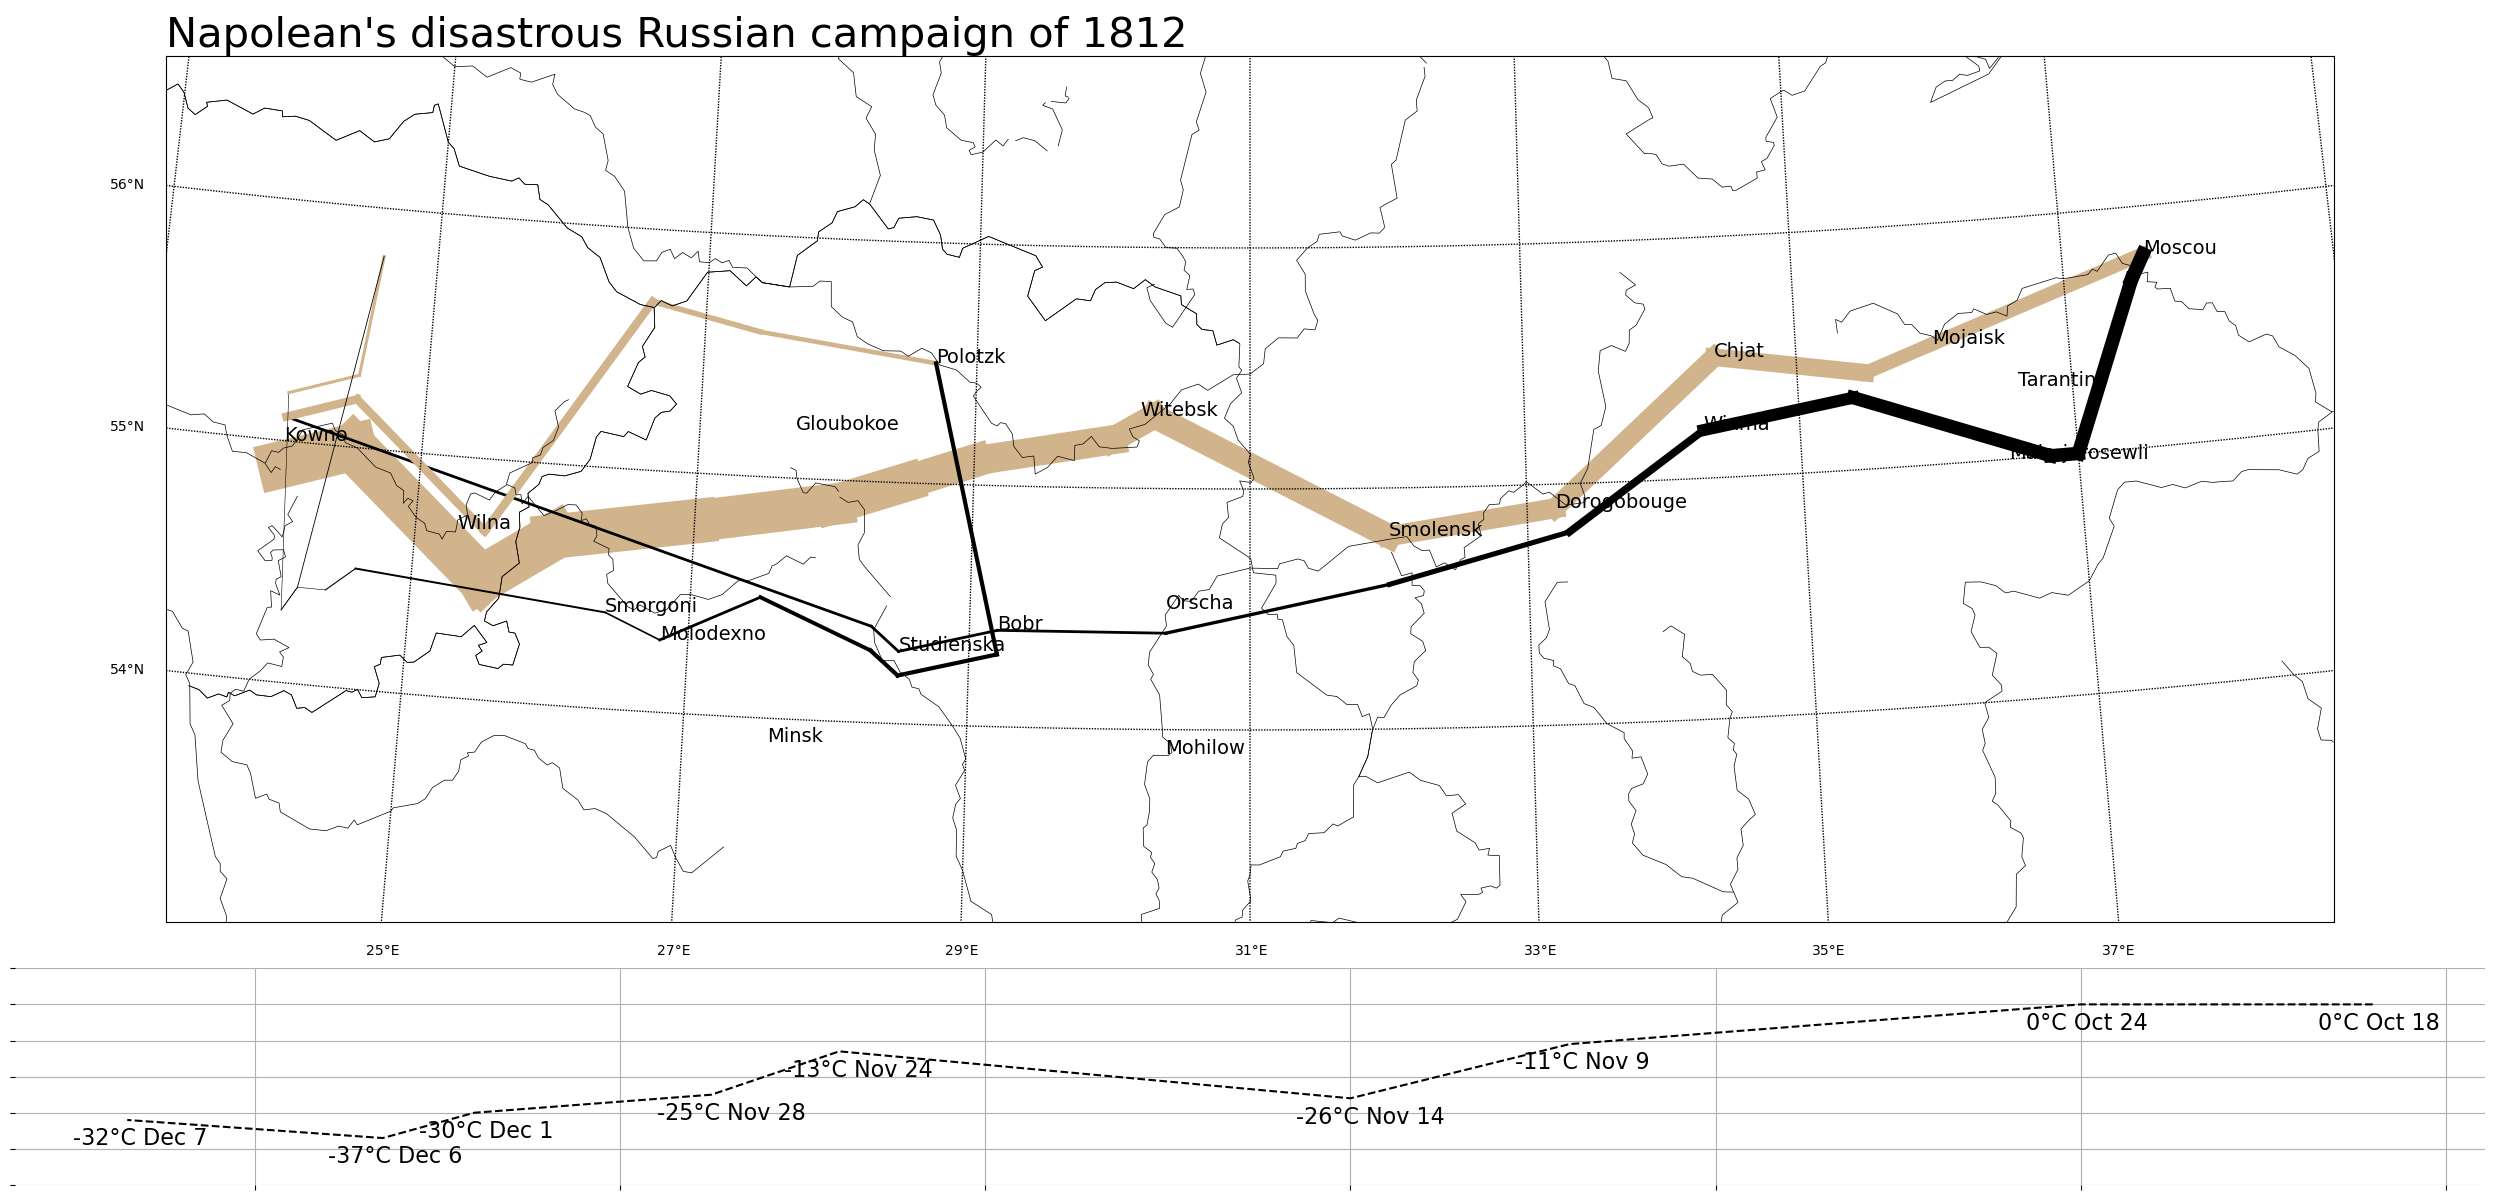 Napolean's disastrous Russian campaign of 1812
56°N
Moscou
Mojaisk
Chjat
Polotzk
Tarantin
Witebsk
Gloubokoe
55°N
Kowno
Wilna
Smolensk
Dorogobouge
Orscha
Smorgoni
Bobr
Molodexno
Studienska
54°N
Minsk
Mohilow
25°E 27°E 29°E 31°E 33°E 35°E 37°E
0°C Oct 24
0°C Oct 18
-11°C Nov 9
-13°C Nov 24
-25°C Nov 28
-26°C Nov 14
-30°C Dec 1
-32°C Dec 7
-37°C Dec 6